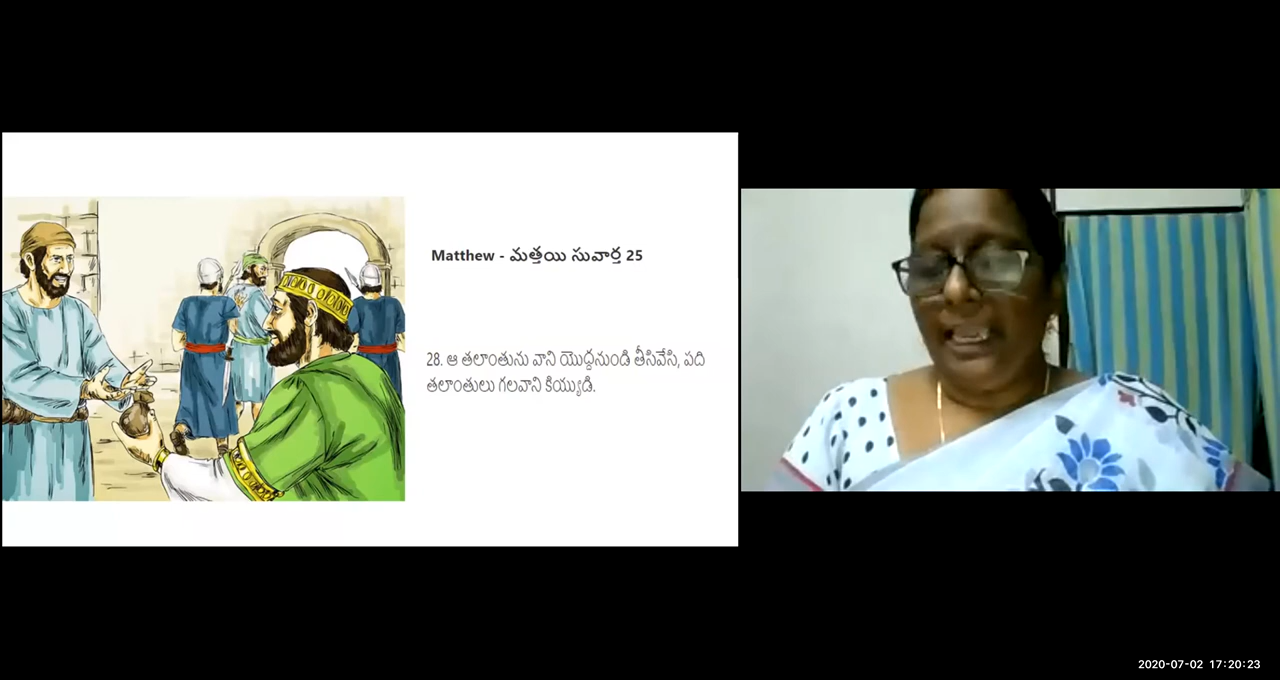 Matthew - మత్తయి సువార్త 25
28. ఆ తలాంతును వాని యొద్దనుండి తీసివేసి, పది
తలాంతులు గలవాని కియ్యుడి.
2020-07-02 17:20:23